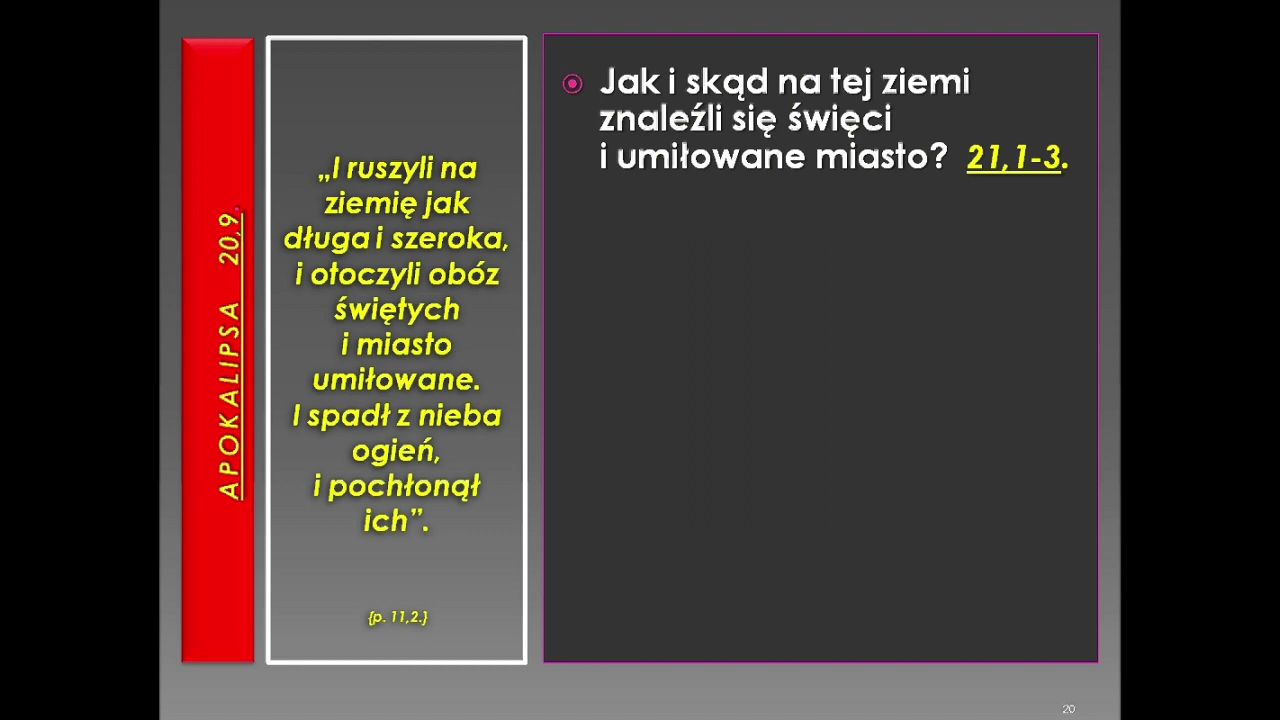 APOKALIPSA 20,9.
„I ruszyli na
ziemię jak
długa i szeroka,
i otoczyli obóz
świętych
i miasto
umiłowane.
I spadł z nieba
ogień,
i pochłonął
ich”.
{p. 11,2.}
Jak i skąd na tej ziemi
znaleźli się święci
i umiłowane miasto? 21,1-3.
20